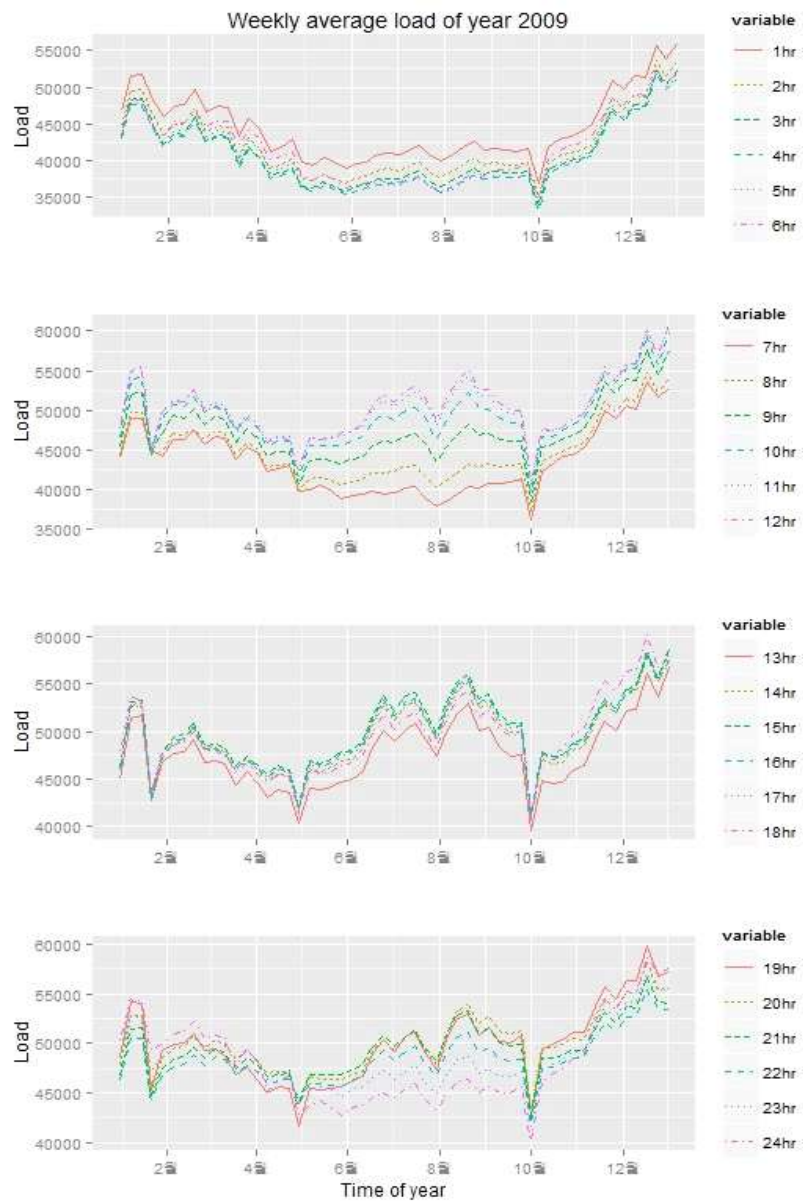 Weekly average load of year 2009
variable
55000
50000
45000
40000
35000
Load
1hr
2hr
3hr
4hr
5hr
6hr
variable
60000
55000
50000
45000
40000
35000
Load
7hr
8hr
9hr
10hr
11hr
12hr
variable
60000
55000
50000
45000
40000
Load
13hr
14hr
15hr
16hr
17hr
18hr
variable
60000
55000
50000
45000
40000
Load
19hr
20hr
21hr
22hr
23hr
24hr
Time of year